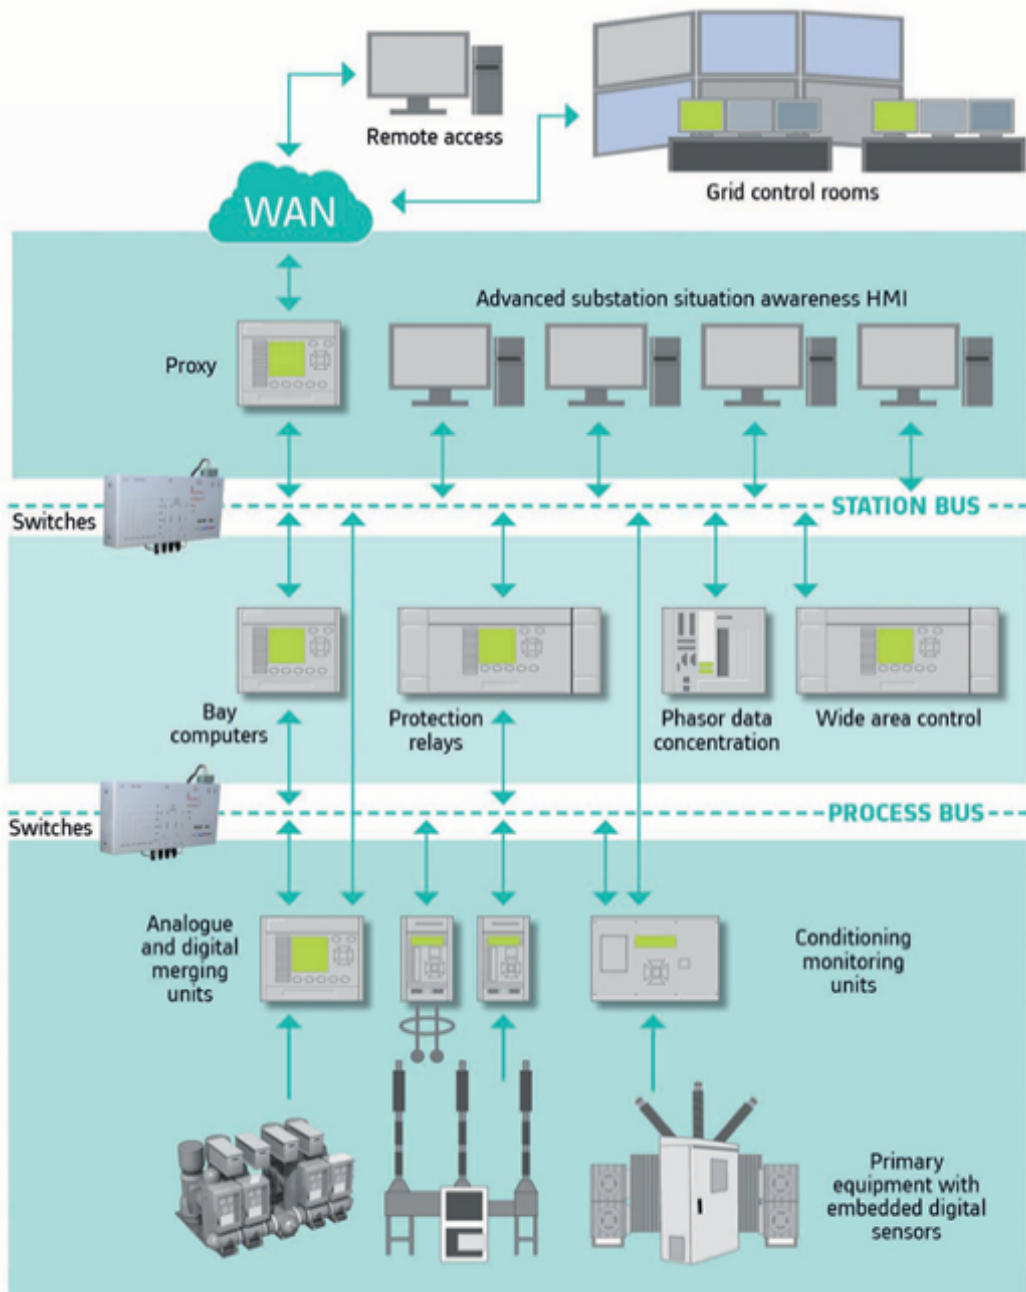 Remote access
Grid control rooms
WAN
Advanced substation situation awareness HMI
Proxy
STATION BUS
Switches
Bay
computers
Protection
relays
Phasor data
concentration
Wide area control
PROCESS BUS
Switches
Analogue
and digital
merging
units
Conditioning
monitoring
units
Primary
equipment with
embedded digital
sensors